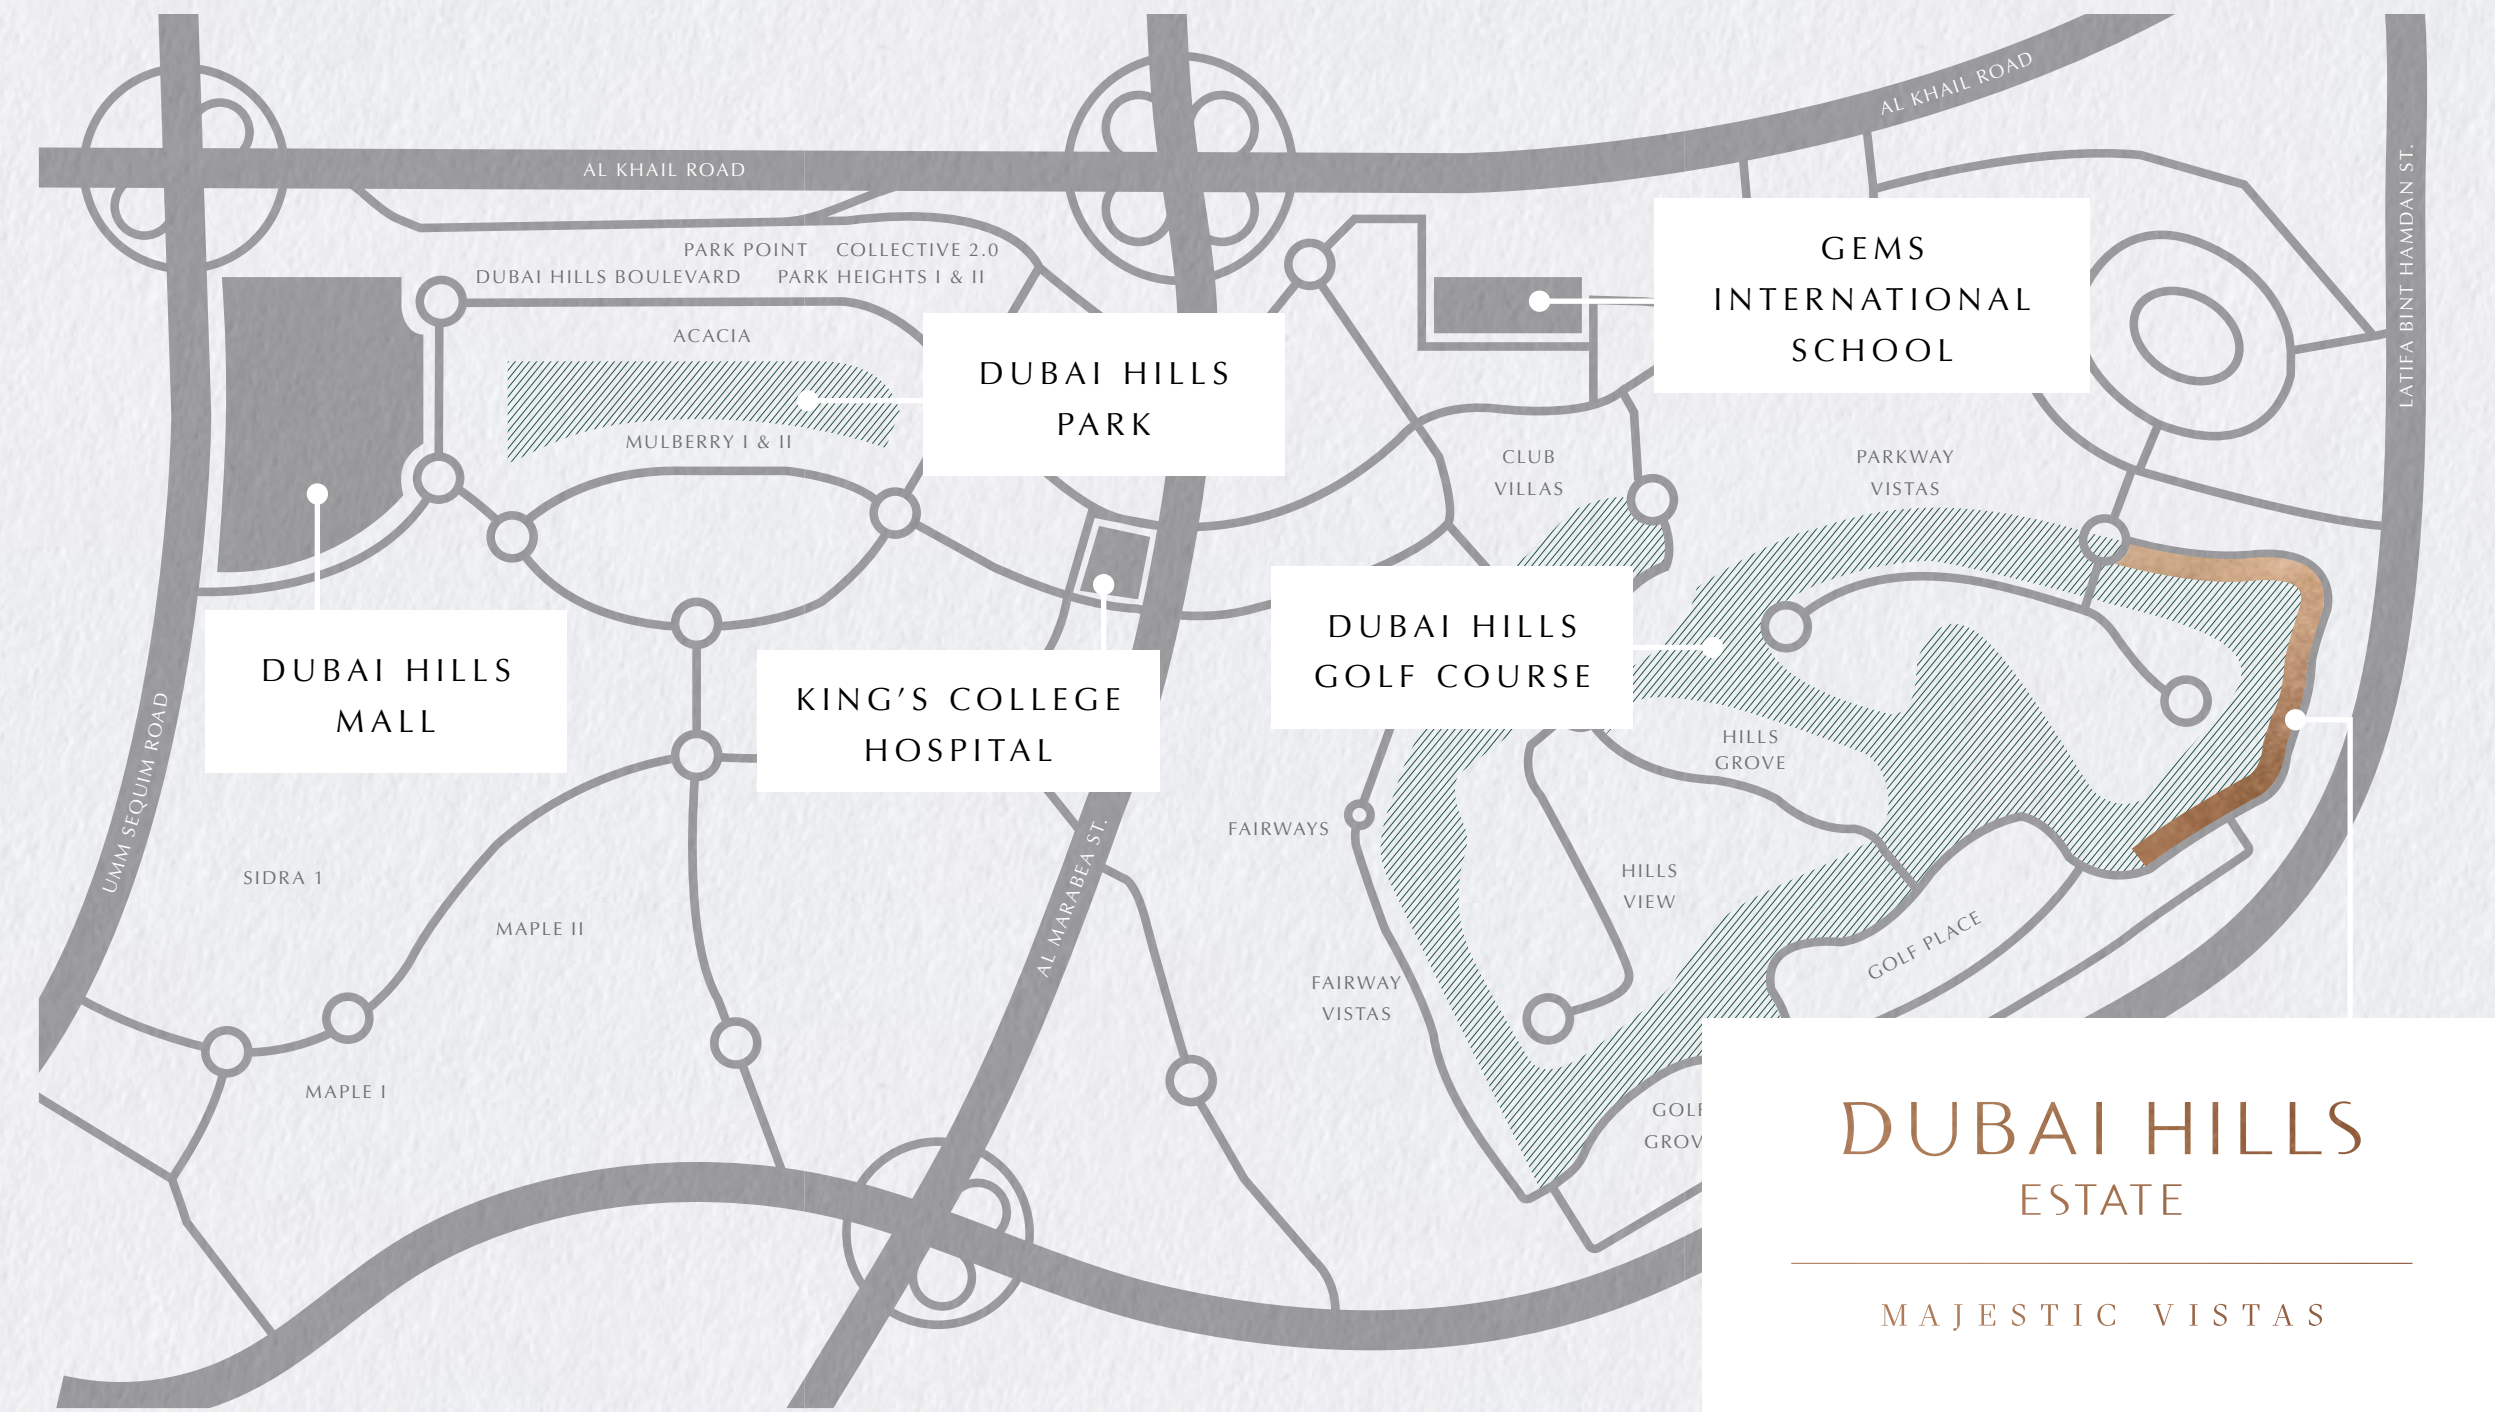 AL KHAIL ROAD
AL KHAIL ROAD
LATIFA BINT HAMDAN ST.
PARK POINT COLLECTIVE 2.0
DUBAI HILLS BOULEVARD PARK HEIGHTS I & II
GEMS
INTERNATIONAL
SCHOOL
ACACIA
DUBAI HILLS
PARK
MULBERRY I & II
CLUB
VILLAS
PARKWAY
VISTAS
DUBAI HILLS
MALL
KING'S COLLEGE
HOSPITAL
DUBAI HILLS
GOLF COURSE
UMM SEQUIM ROAD
HILLS
GROVE
FAIRWAYS
AL MARABEA ST.
SIDRA 1
MAPLE II
HILLS
VIEW
GOLF PLACE
FAIRWAY
VISTAS
MAPLE I
GOLF
GROV
DUBAI HILLS
ESTATE
MAJESTIC VISTAS